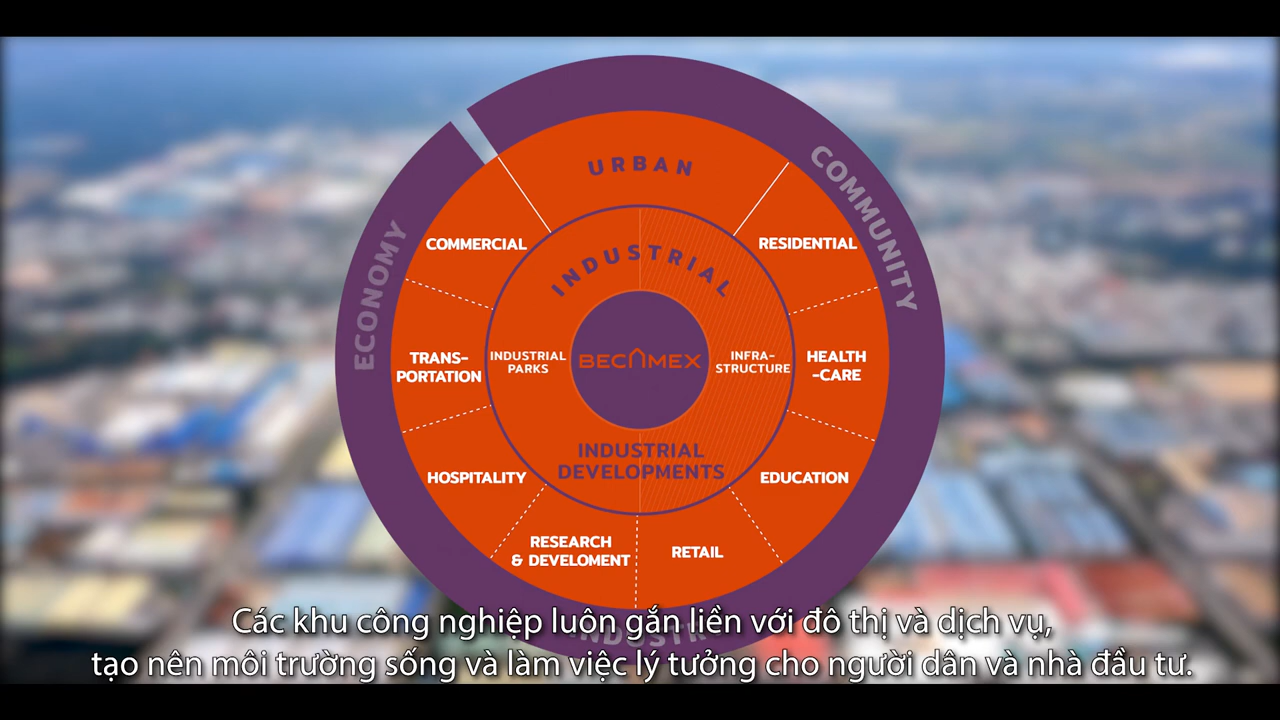 URBAN
COMMUNITY
ECONOMY
COMMERCIAL
INDUSTRIAL
RESIDENTIAL
TRANS-
PORTATION
INDUSTRIAL
PARKS
BECAMEX
INFRA-
STRUCTURE
HEALTH
-CARE
INDUSTRIAL
DEVELOPMENTS
HOSPITALITY
EDUCATION
RESEARCH
& DEVELOMENT
RETAIL
Các khu công nghiệp luôn gắn liền với đô thị và dịch vụ,
tạo nên môi trường sống và làm việc lý tưởng cho người dân và nhà đầu tư.